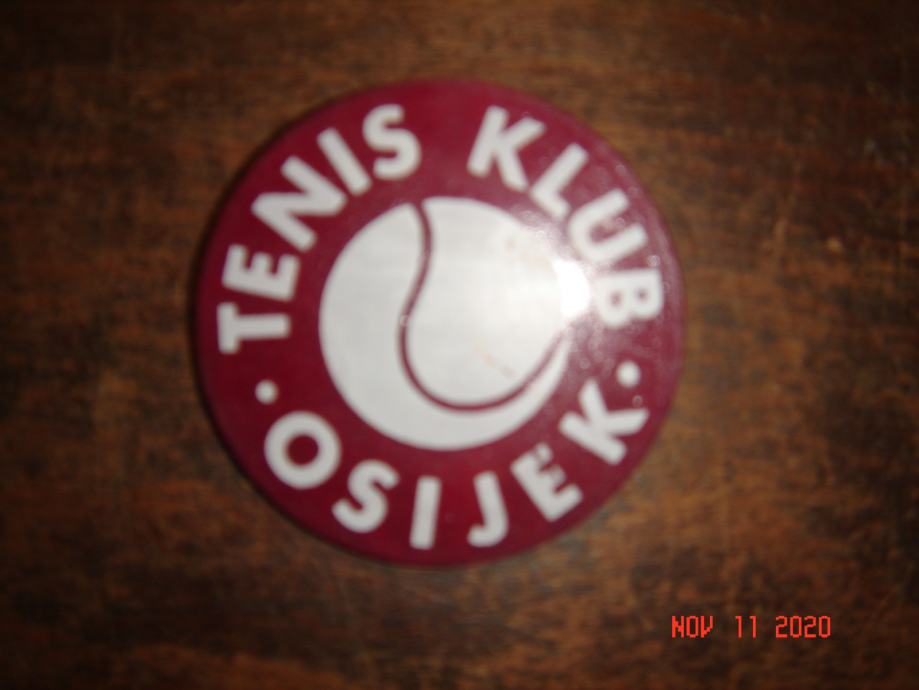 TENIS KLUB
• OSIJEK •
NOV 11 2020